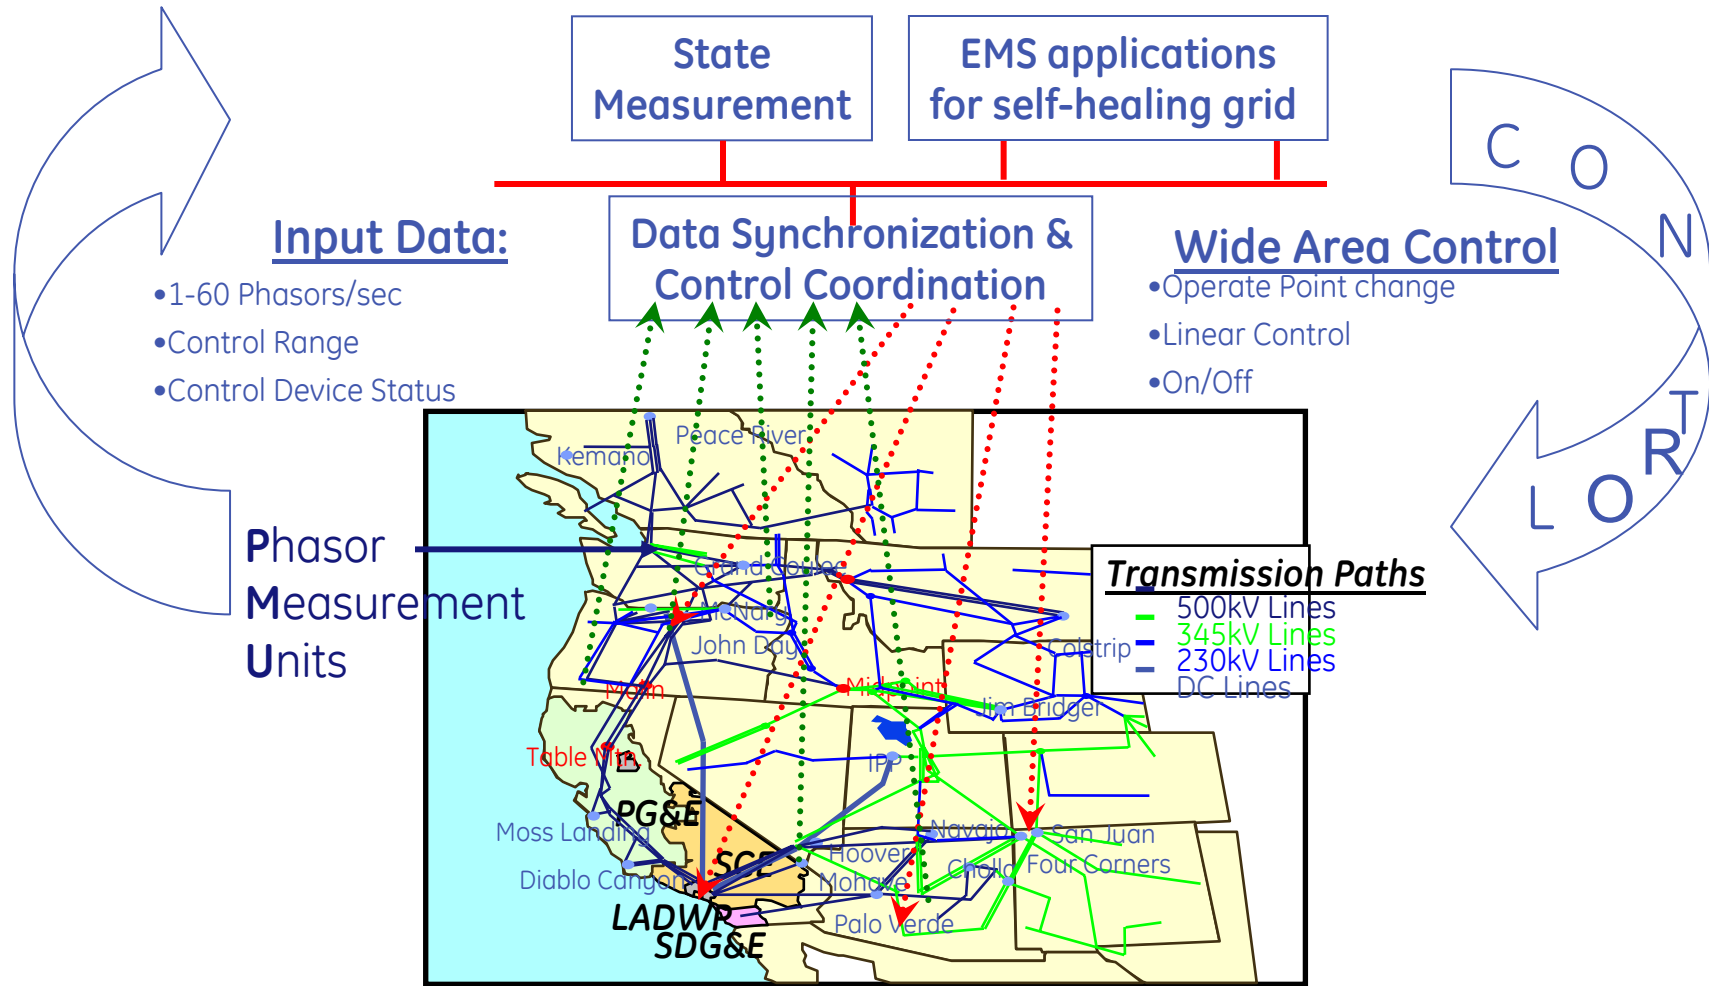 State
Measurement
EMS applications
for self-healing grid
Data Synchronization &
Control Coordination
Input Data:
•1-60 Phasors/sec
•Control Range
•Control Device Status
Wide Area Control
•Operate Point change
•Linear Control
•On/Off
C O N T R O L
Phasor
Measurement
Units
Peace River
Kemano
Grand Coulee
McNary
John Day
Malin
Midpoint
Colstrip
Jim Bridger
Table Mtn
IPP
PG&E
Moss Landing
SCE
Diablo Canyon
LADWP
SDG&E
Hoover
Mohave
Navajo
San Juan
Cholla
Four Corners
Palo Verde
Transmission Paths
500kV Lines
345kV Lines
230kV Lines
DC Lines